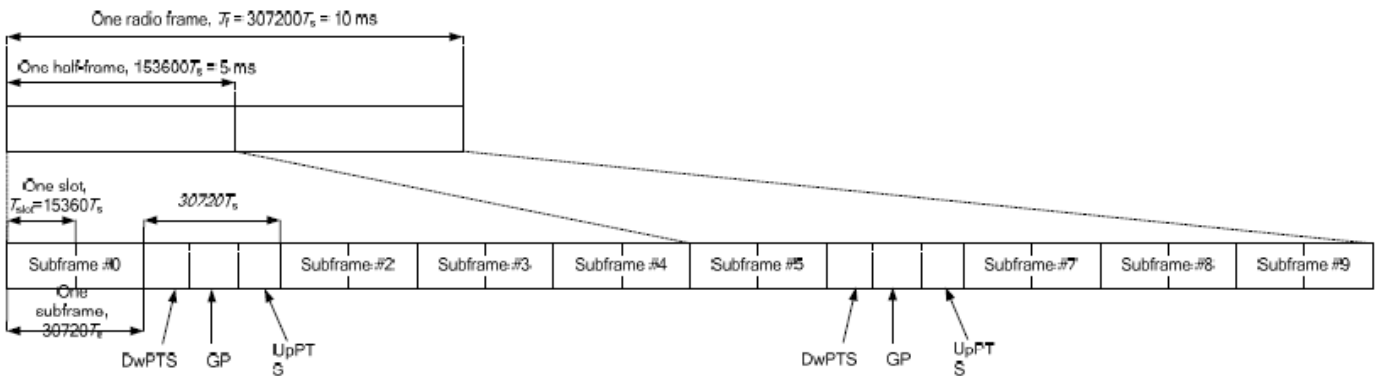 One radio frame, Tf = 307200Ts = 10 ms
One half-frame, 153600Ts = 5 ms
One slot,
Tslot=15360Ts
30720Ts
Subframe #0
Subframe #2
Subframe #3
Subframe #4
Subframe #5
Subframe #7
Subframe #8
Subframe #9
One
subframe,
30720Ts
DwPTS
GP
UpPT
S
DwPTS
GP
UpPT
S